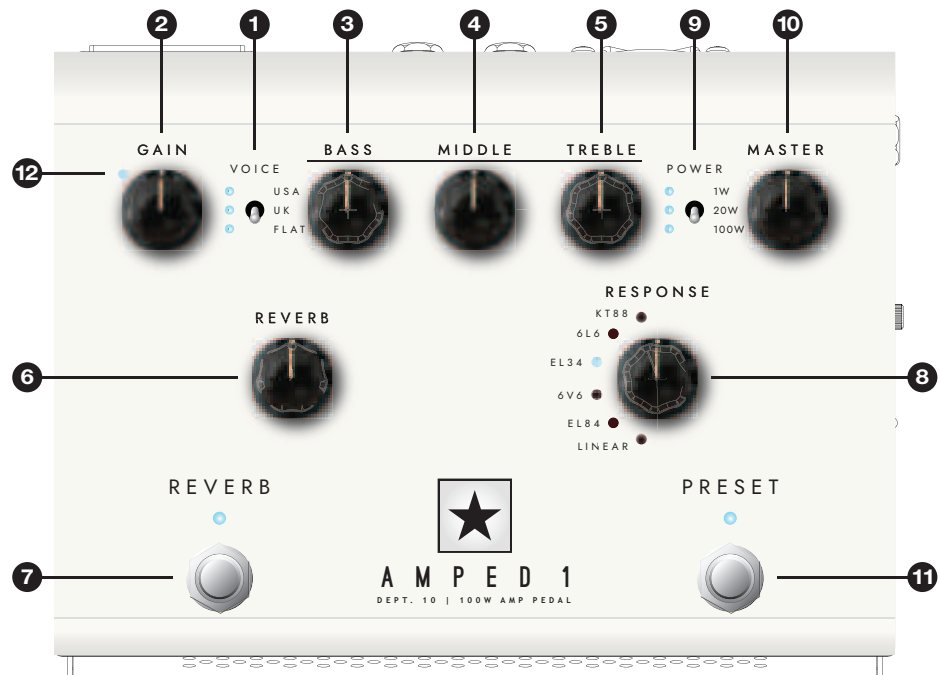 2 1 3 4 5 9 10
GAIN BASS MIDDLE TREBLE MASTER
VOICE POWER
12
USA 1W
UK 20W
FLAT 100W
RESPONSE
REVERB KT88
6L6
EL34
6 8
6V6
EL84
LINEAR
REVERB PRESET
7 11
AMPED 1
DEPT. 10 | 100W AMP PEDAL